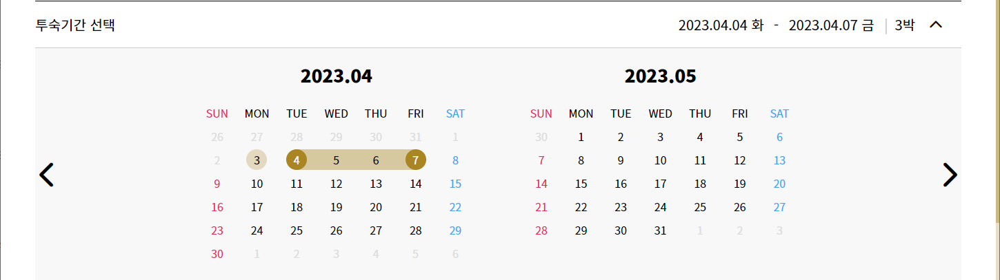 투숙기간 선택 2023.04.04 화 - 2023.04.07 금 | 3박
2023.04
SUN MON TUE WED THU FRI SAT
26 27 28 29 30 31 1
2 3 4 5 6 7 8
9 10 11 12 13 14 15
16 17 18 19 20 21 22
23 24 25 26 27 28 29
30 1 2 3 4 5 6
2023.05
SUN MON TUE WED THU FRI SAT
30 1 2 3 4 5 6
7 8 9 10 11 12 13
14 15 16 17 18 19 20
21 22 23 24 25 26 27
28 29 30 31 1 2 3